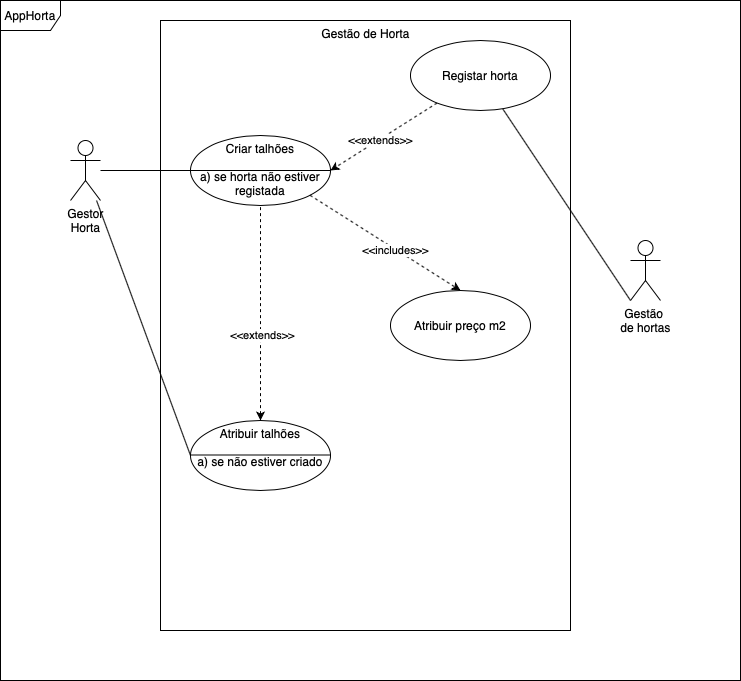 AppHorta
Gestão de Horta
Registar horta
<<extends>>
Criar talhões
a) se horta não estiver
registada
Gestor
Horta
<<includes>>
Gestão
de hortas
Atribuir preço m2
<<extends>>
Atribuir talhões
a) se não estiver criado